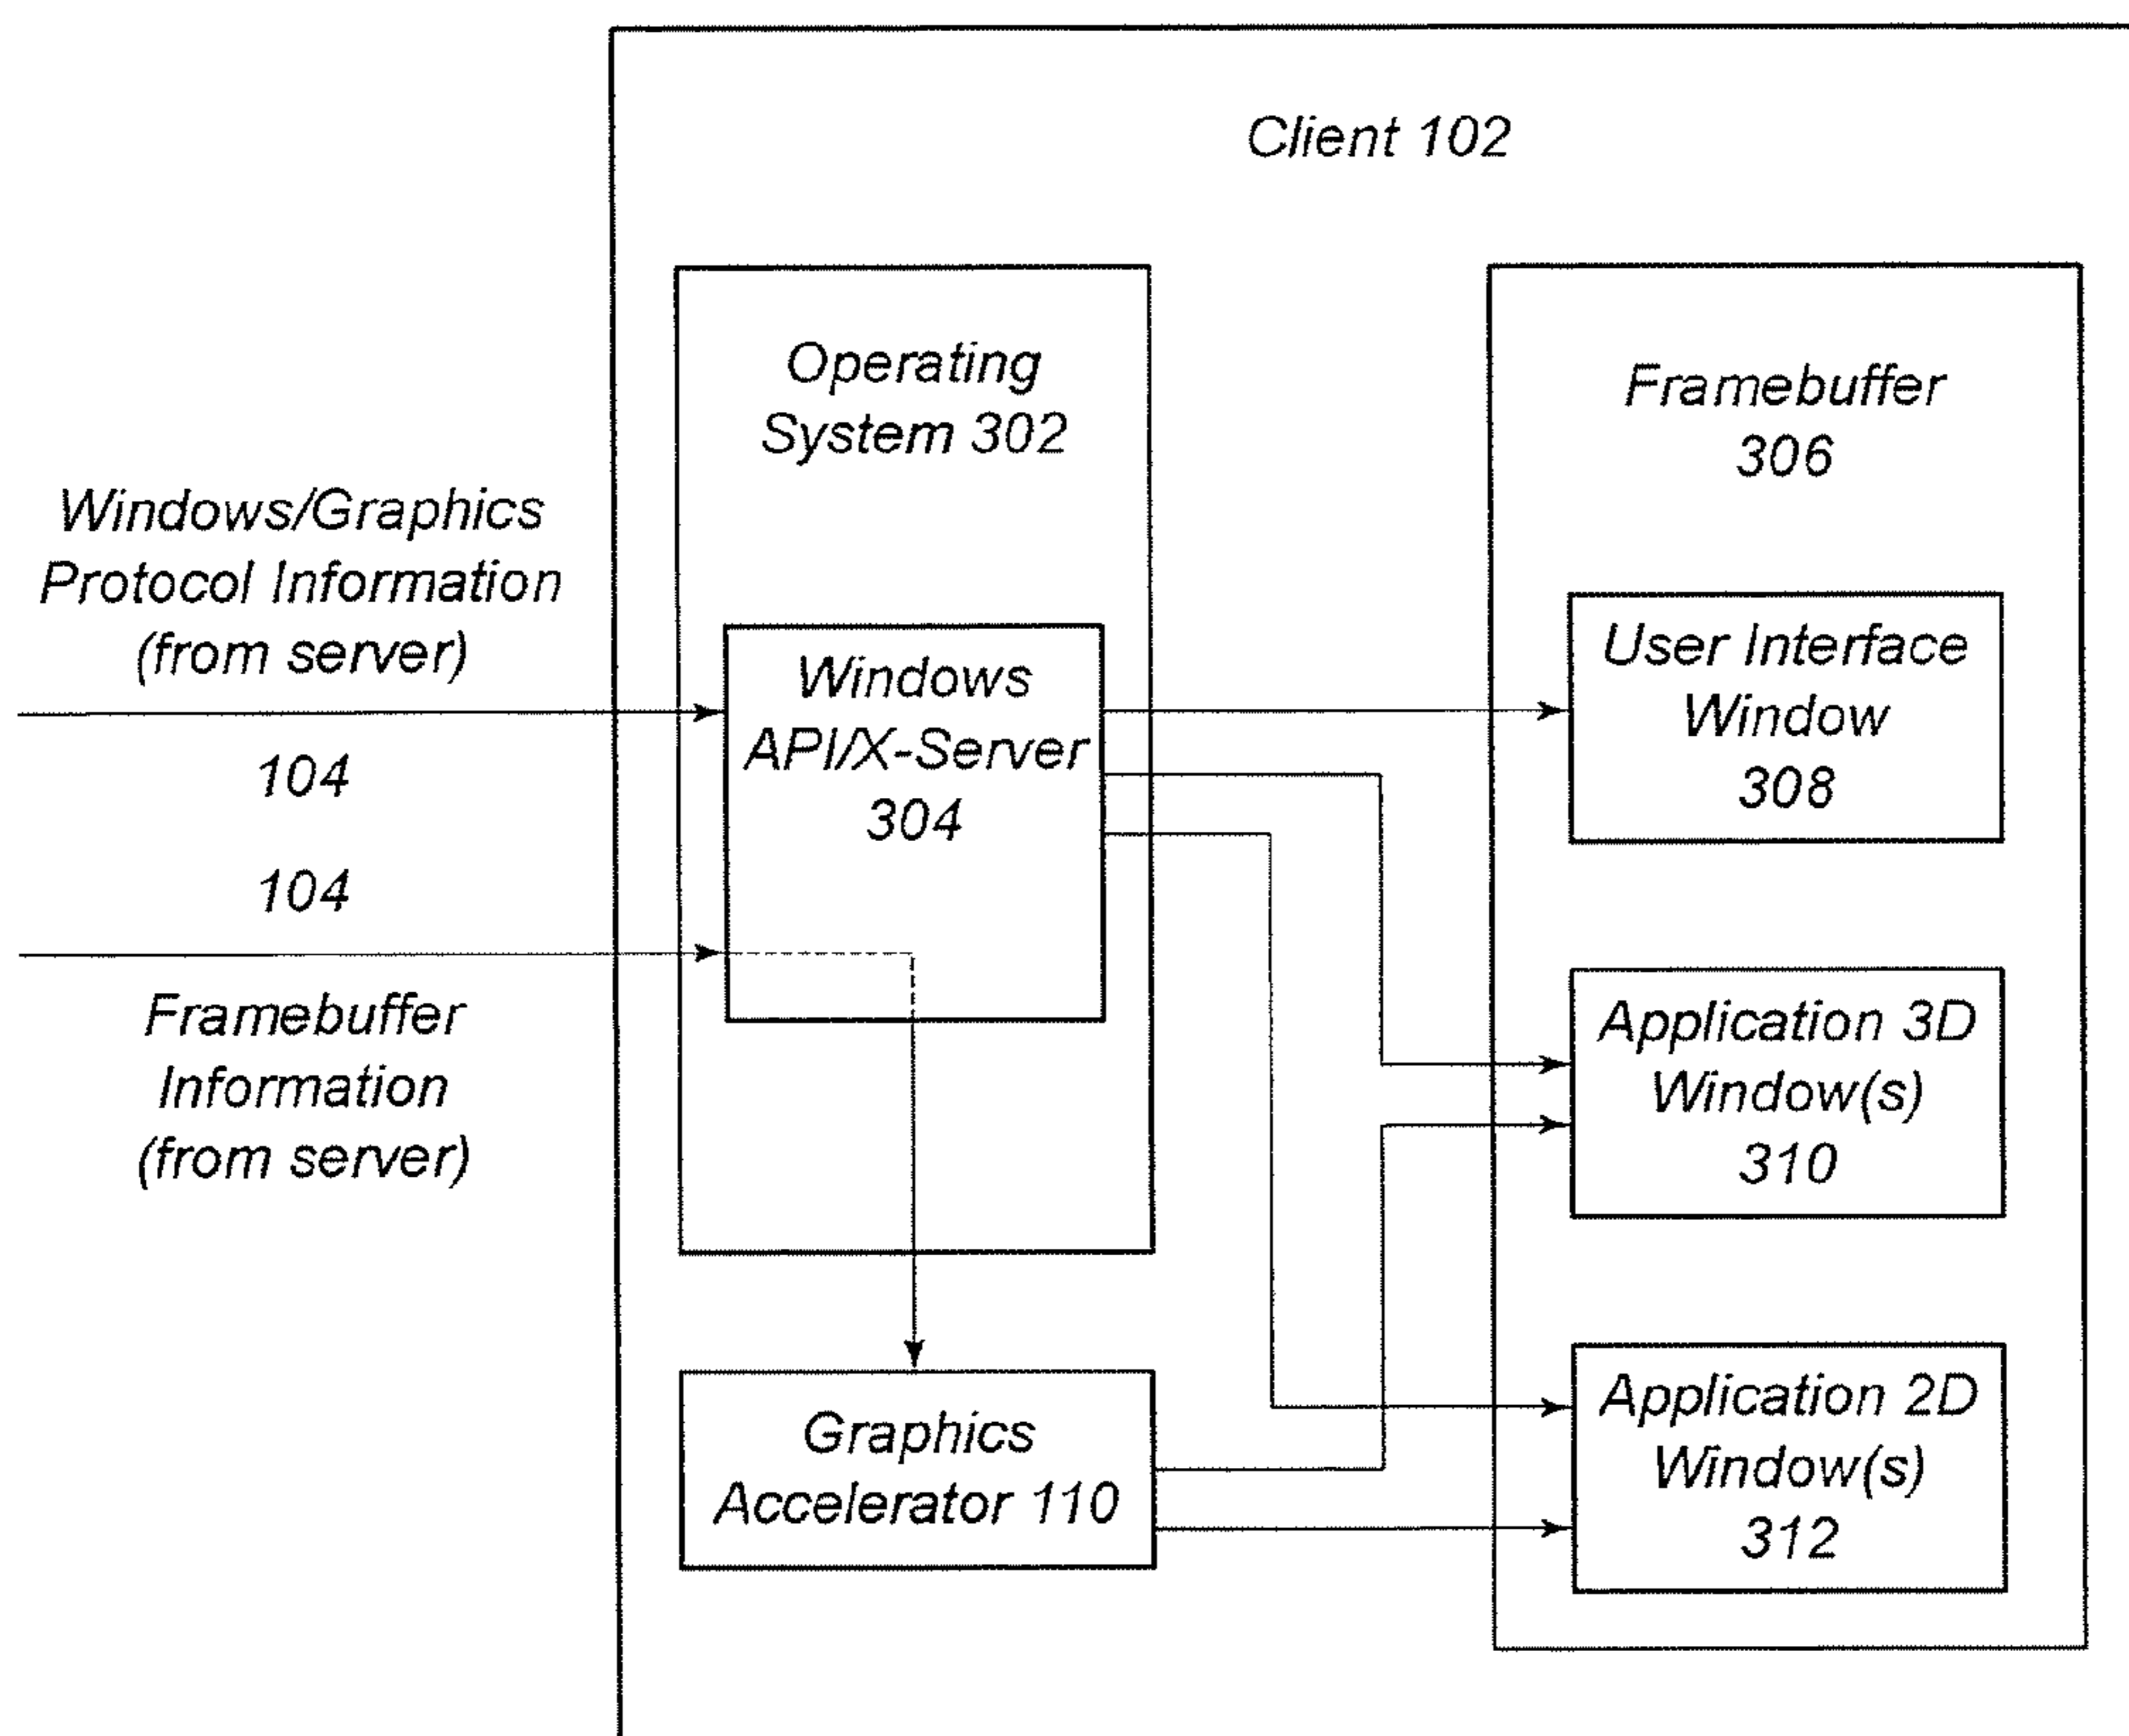 Client 102
Operating
System 302
Framebuffer
306
Windows/Graphics
Protocol Information
(from server)
104
104
Framebuffer
Information
(from server)
Windows
API/X-Server
304
User Interface
Window
308
Application 3D
Window(s)
310
Graphics
Accelerator 110
Application 2D
Window(s)
312